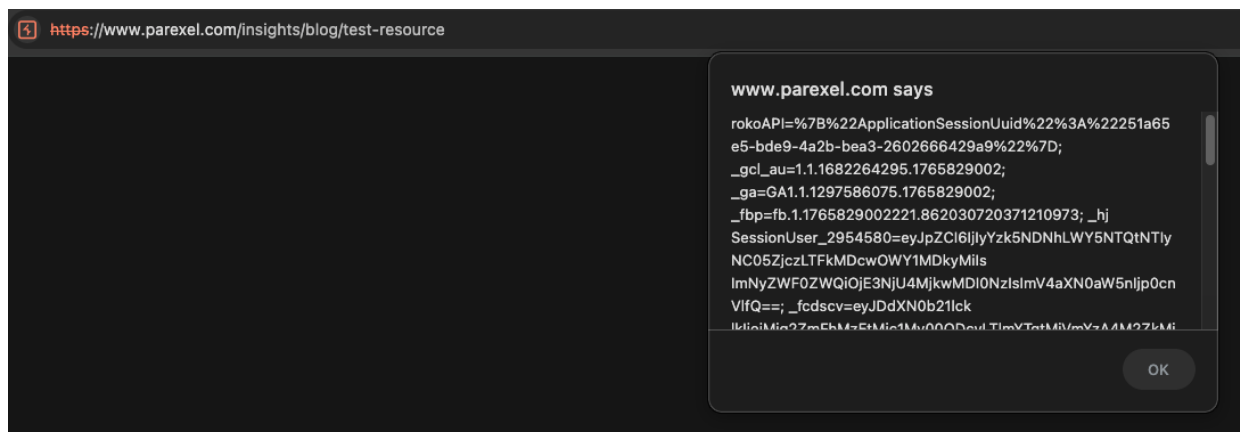 https://www.parexel.com/insights/blog/test-resource
www.parexel.com says
rokoAPI=%7B%22ApplicationSessionUuid%22%3A%22251a65
e5-bde9-4a2b-bea3-2602666429a9%22%7D;
_gcl_au=1.1.1682264295.1765829002;
_ga=GA1.1.1297586075.1765829002;
_fbp=fb.1.1765829002221.862030720371210973; _hj
SessionUser_2954580=eyJpZCI6IjIyYzk5NDNhLWY5NTQtNTIy
NC05ZjczLTFkMDcwOWY1MDkyMiIs
ImNyZWF0ZWQiOjE3NjU4MjkwMDI0NzIsImV4aXN0aW5nIjp0cn
VlfQ==; _fcdscv=eyJDdXN0b21lck
OK